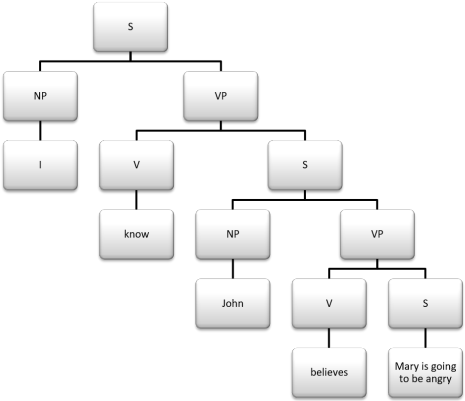 S
NP
VP
I
V
S
know
NP
VP
John
V
S
believes
Mary is going
to be angry